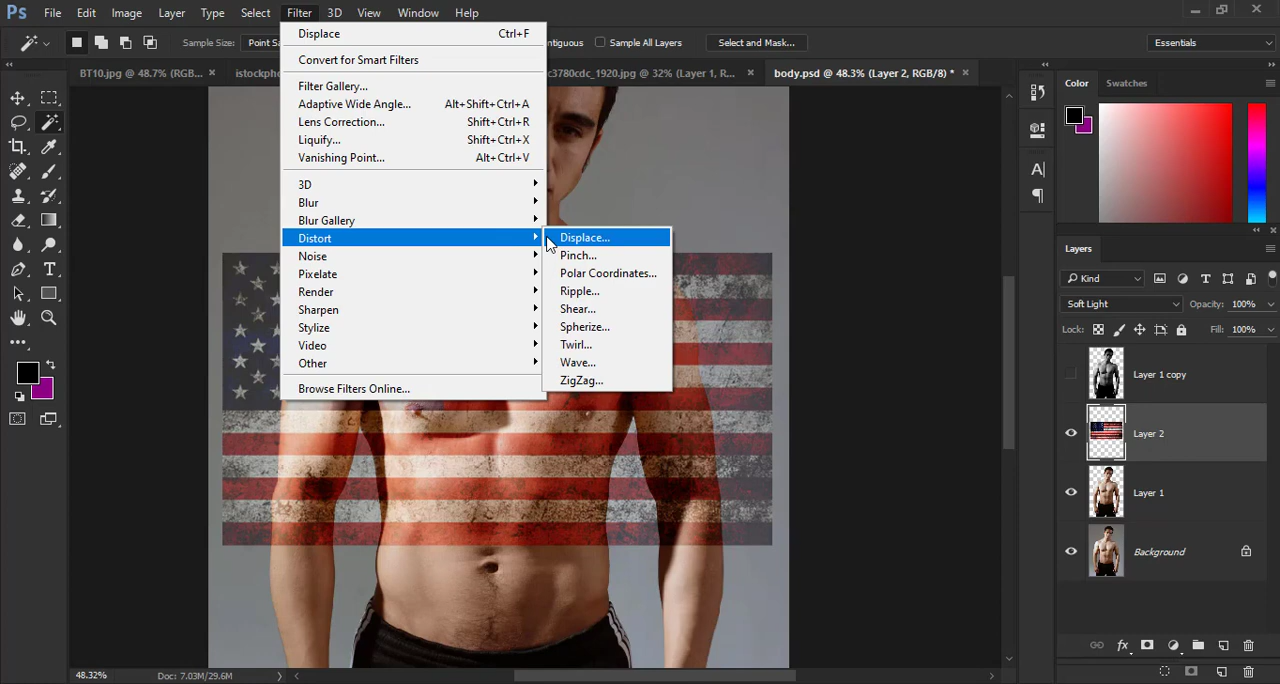 Ps File Edit Image Layer Type Select Filter 3D View Window Help
Sample Size: Point Sa
tiguous Sample All Layers Select and Mask... Essentials
BT10.jpg @ 48.7% (RGB... × istockpho c3780cdc_1920.jpg @ 32% (Layer 1, R... × body.psd @ 48.3% (Layer 2, RGB/8) * ×
Displace Ctrl+F
Convert for Smart Filters
Filter Gallery...
Adaptive Wide Angle... Alt+Shift+Ctrl+A
Lens Correction... Shift+Ctrl+R
Liquify... Shift+Ctrl+X
Vanishing Point... Alt+Ctrl+V
3D
Blur
Blur Gallery
Distort
Noise
Pixelate
Render
Sharpen
Stylize
Video
Other
Browse Filters Online...
Displace...
Pinch...
Polar Coordinates...
Ripple...
Shear...
Spherize...
Twirl...
Wave...
ZigZag...
Color Swatches
Layers
Kind
Soft Light Opacity: 100%
Lock: Fill: 100%
Layer 1 copy
Layer 2
Layer 1
Background
48.32% Doc: 7.03M/29.6M